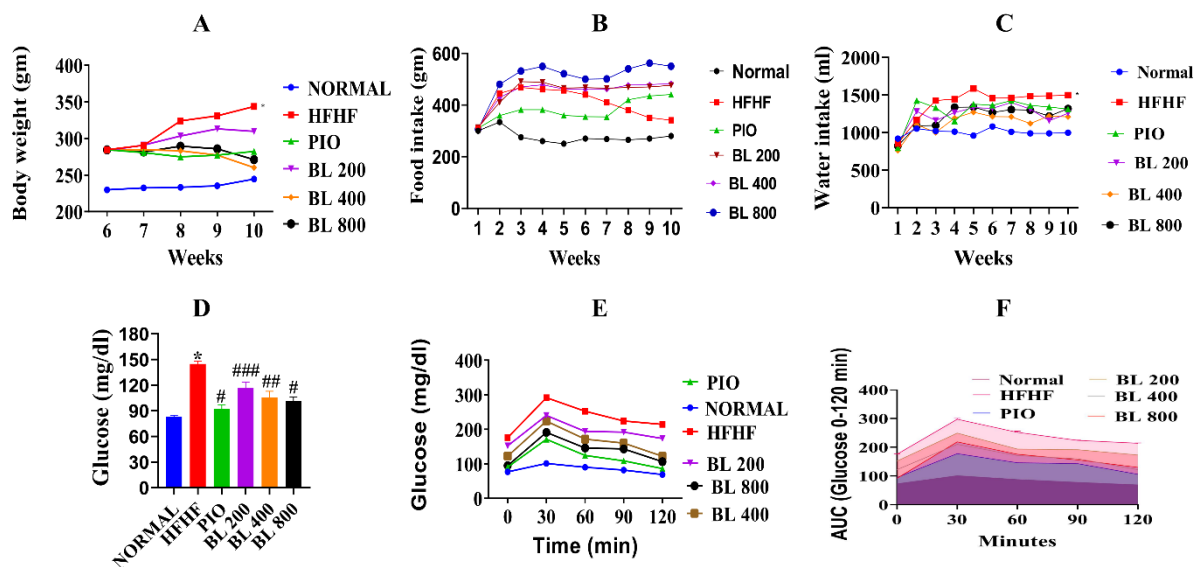 A
Body weight (gm)
400
350
300
250
200
6 7 8 9 10
Weeks
*
NORMAL
HFHF
PIO
BL 200
BL 400
BL 800
B
Food intake (gm)
600
400
200
0
1 2 3 4 5 6 7 8 9 10
Weeks
Normal
HFHF
PIO
BL 200
BL 400
BL 800
C
Water intake (ml)
2000
1500
1000
500
0
1 2 3 4 5 6 7 8 9 10
Weeks
*
Normal
HFHF
PIO
BL 200
BL 400
BL 800
D
Glucose (mg/dl)
180
150
120
90
60
30
0
* # ### ## #
NORMAL
HFHF
PIO
BL 200
BL 400
BL 800
E
Glucose (mg/dl)
400
300
200
100
0
0 30 60 90 120
Time (min)
PIO
NORMAL
HFHF
BL 200
BL 800
BL 400
F
AUC (Glucose 0-120 min)
400
300
200
100
0
0 30 60 90 120
Minutes
Normal
HFHF
PIO
BL 200
BL 400
BL 800